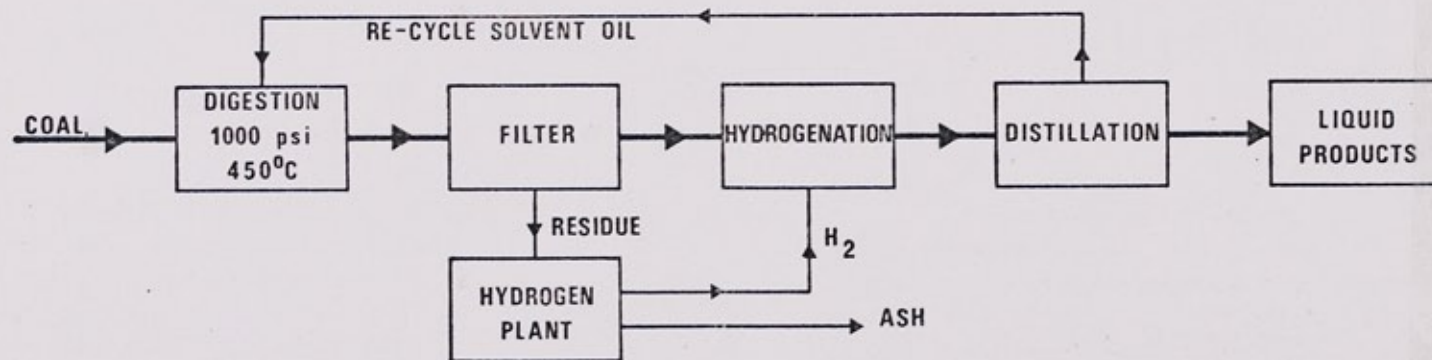 RE-CYCLE SOLVENT OIL
COAL
DIGESTION
1000 psi
450°C
FILTER
HYDROGENATION
DISTILLATION
LIQUID
PRODUCTS
RESIDUE
H2
HYDROGEN
PLANT
ASH